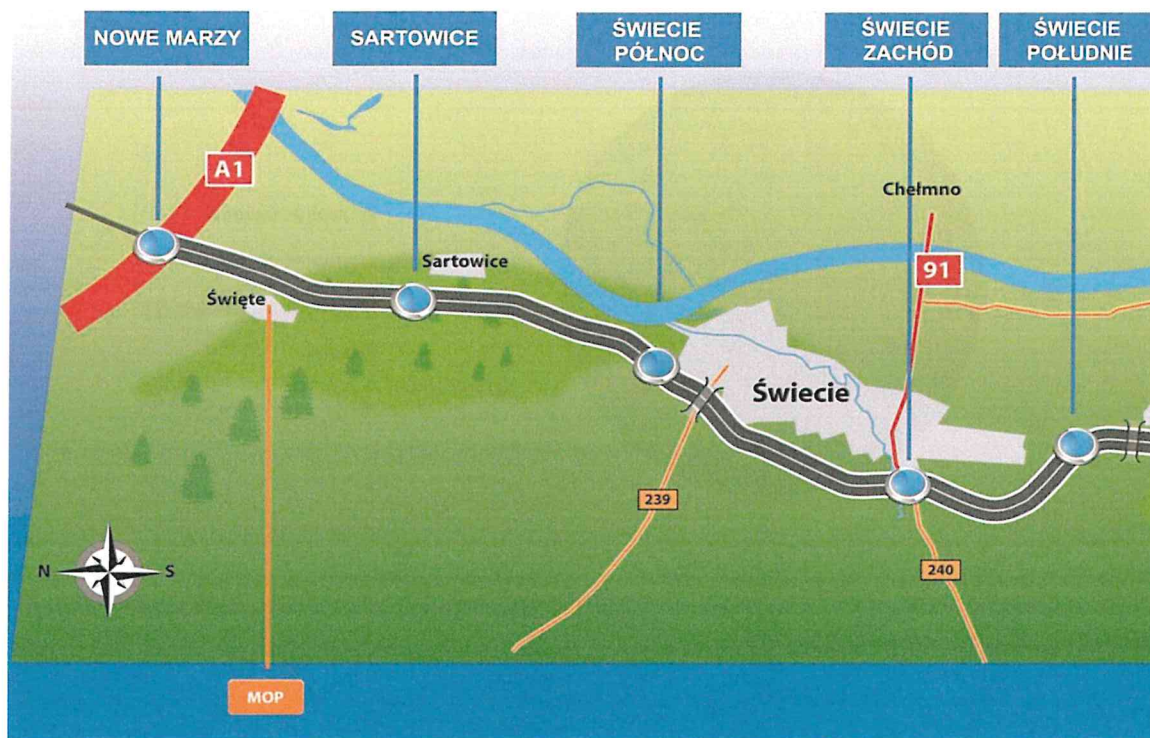 NOWE MARZY
SARTOWICE
ŚWIECIE
PÓŁNOC
ŚWIECIE
ZACHÓD
ŚWIECIE
POŁUDNIE
A1
Chełmno
Sartowice
91
Święte
Świecie
239
240
N
S
MOP